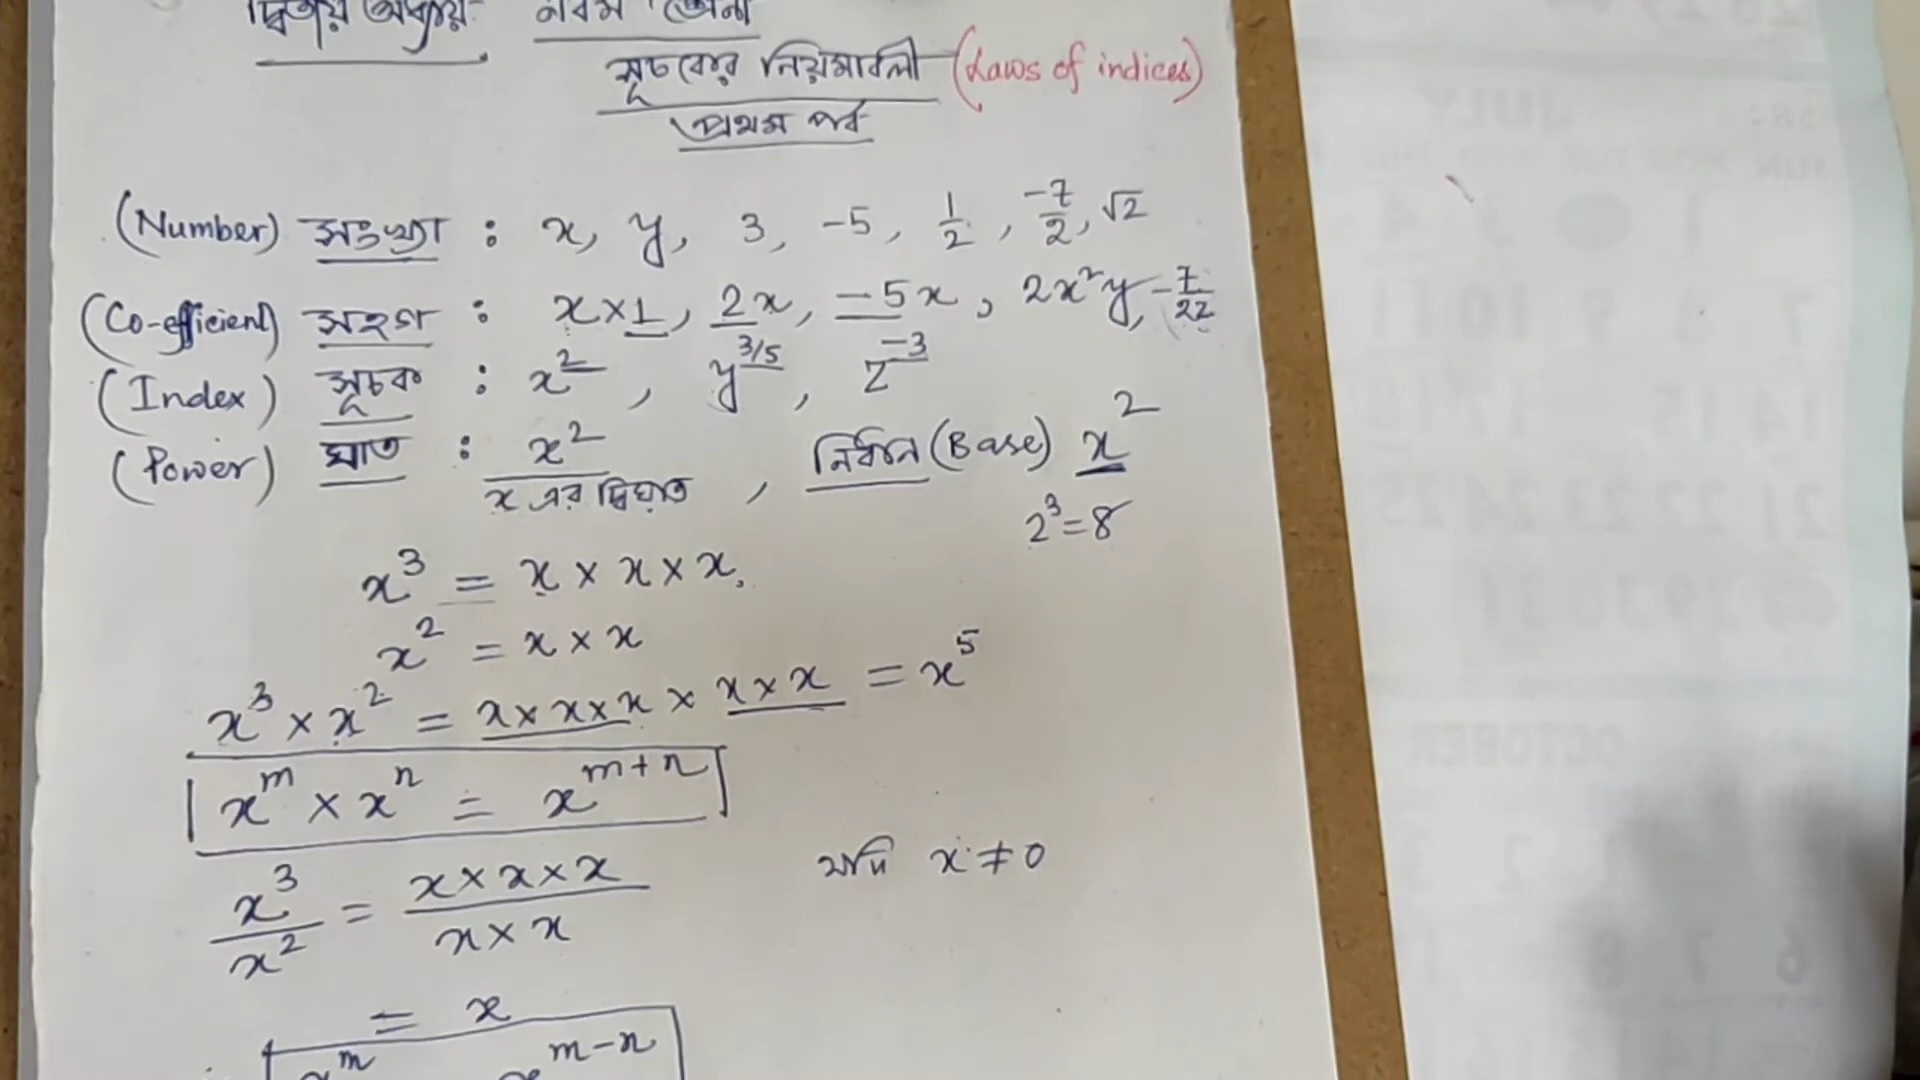 দ্বিতীয় অধ্যায়: নবম শ্রেনী
সূচকের নিয়মাবলী (Laws of indices)
প্রথম পর্ব
(Number) সংখ্যা : x, y, 3, -5, 1/2, -7/2, √2
(Co-efficient) সহগ : x×1, 2x, -5x, 2x²y, -7/22
(Index) সূচক : x², y^3/5, z^-3
(Power) ঘাত : x², নিধান (Base) x²
x এর দ্বিঘাত
2³=8
x³ = x × x × x
x² = x × x
x³ × x² = x × x × x × x × x = x⁵
x^m × x^n = x^m+n
x³/x² = x×x×x / x×x যদি x ≠ 0
= x
x^m x^m-n